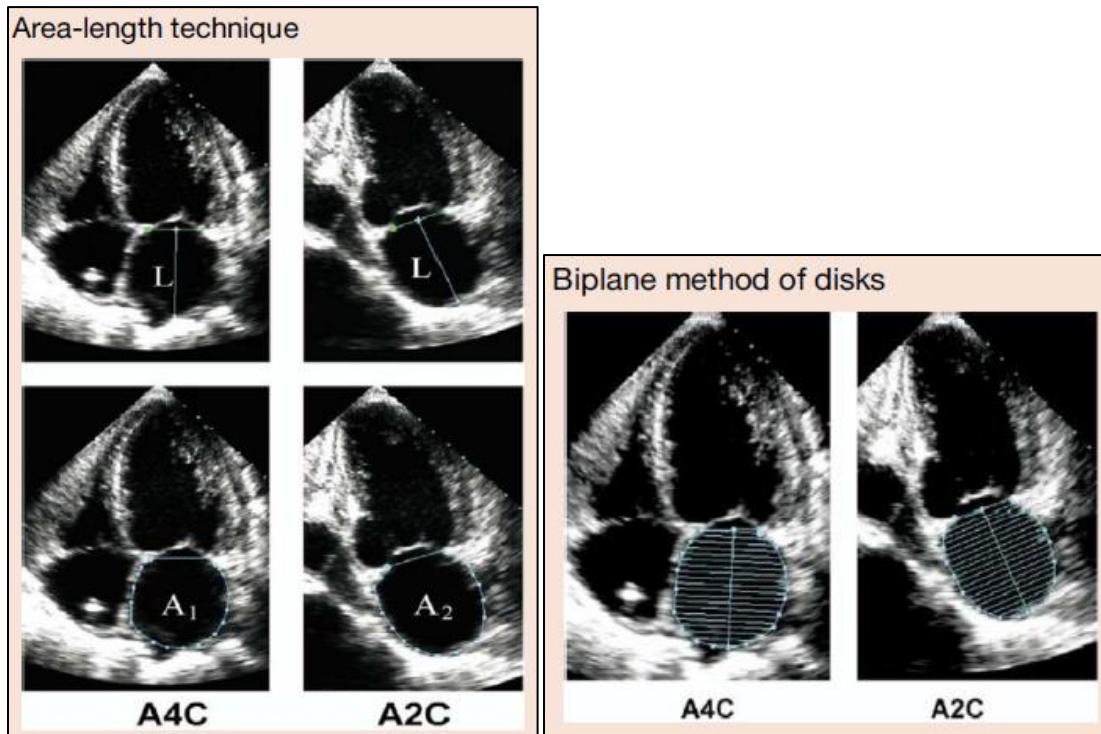 Area-length technique
L
L
A₁
A₂
A4C
A2C
Biplane method of disks
A4C
A2C